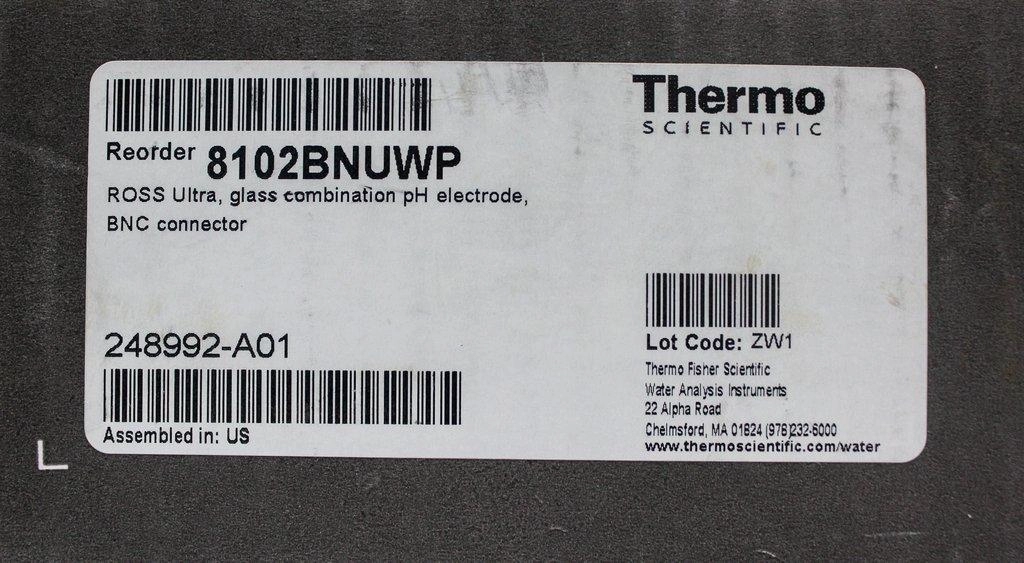 Thermo
SCIENTIFIC
Reorder 8102BNUWP
ROSS Ultra, glass combination pH electrode,
BNC connector
248992-A01
Assembled in: US
Lot Code: ZW1
Thermo Fisher Scientific
Water Analysis Instruments
22 Alpha Road
Chelmsford, MA 01824 (978)232-6000
www.thermoscientific.com/water